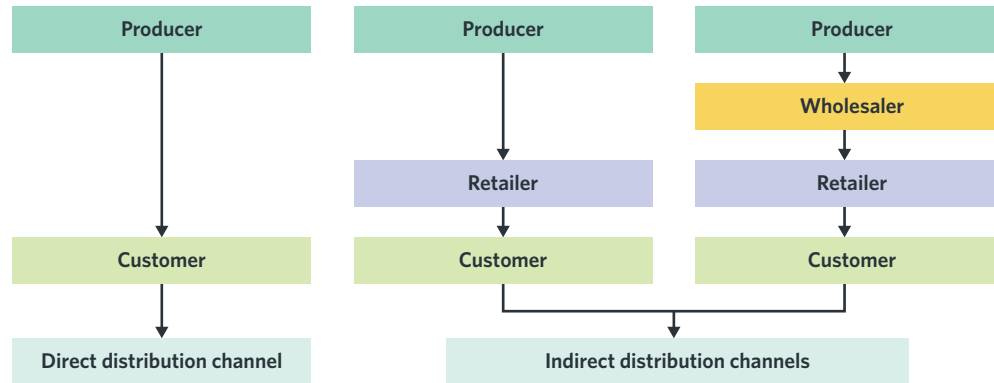 Producer
Producer
Producer
Wholesaler
Retailer
Retailer
Customer
Customer
Customer
Direct distribution channel
Indirect distribution channels